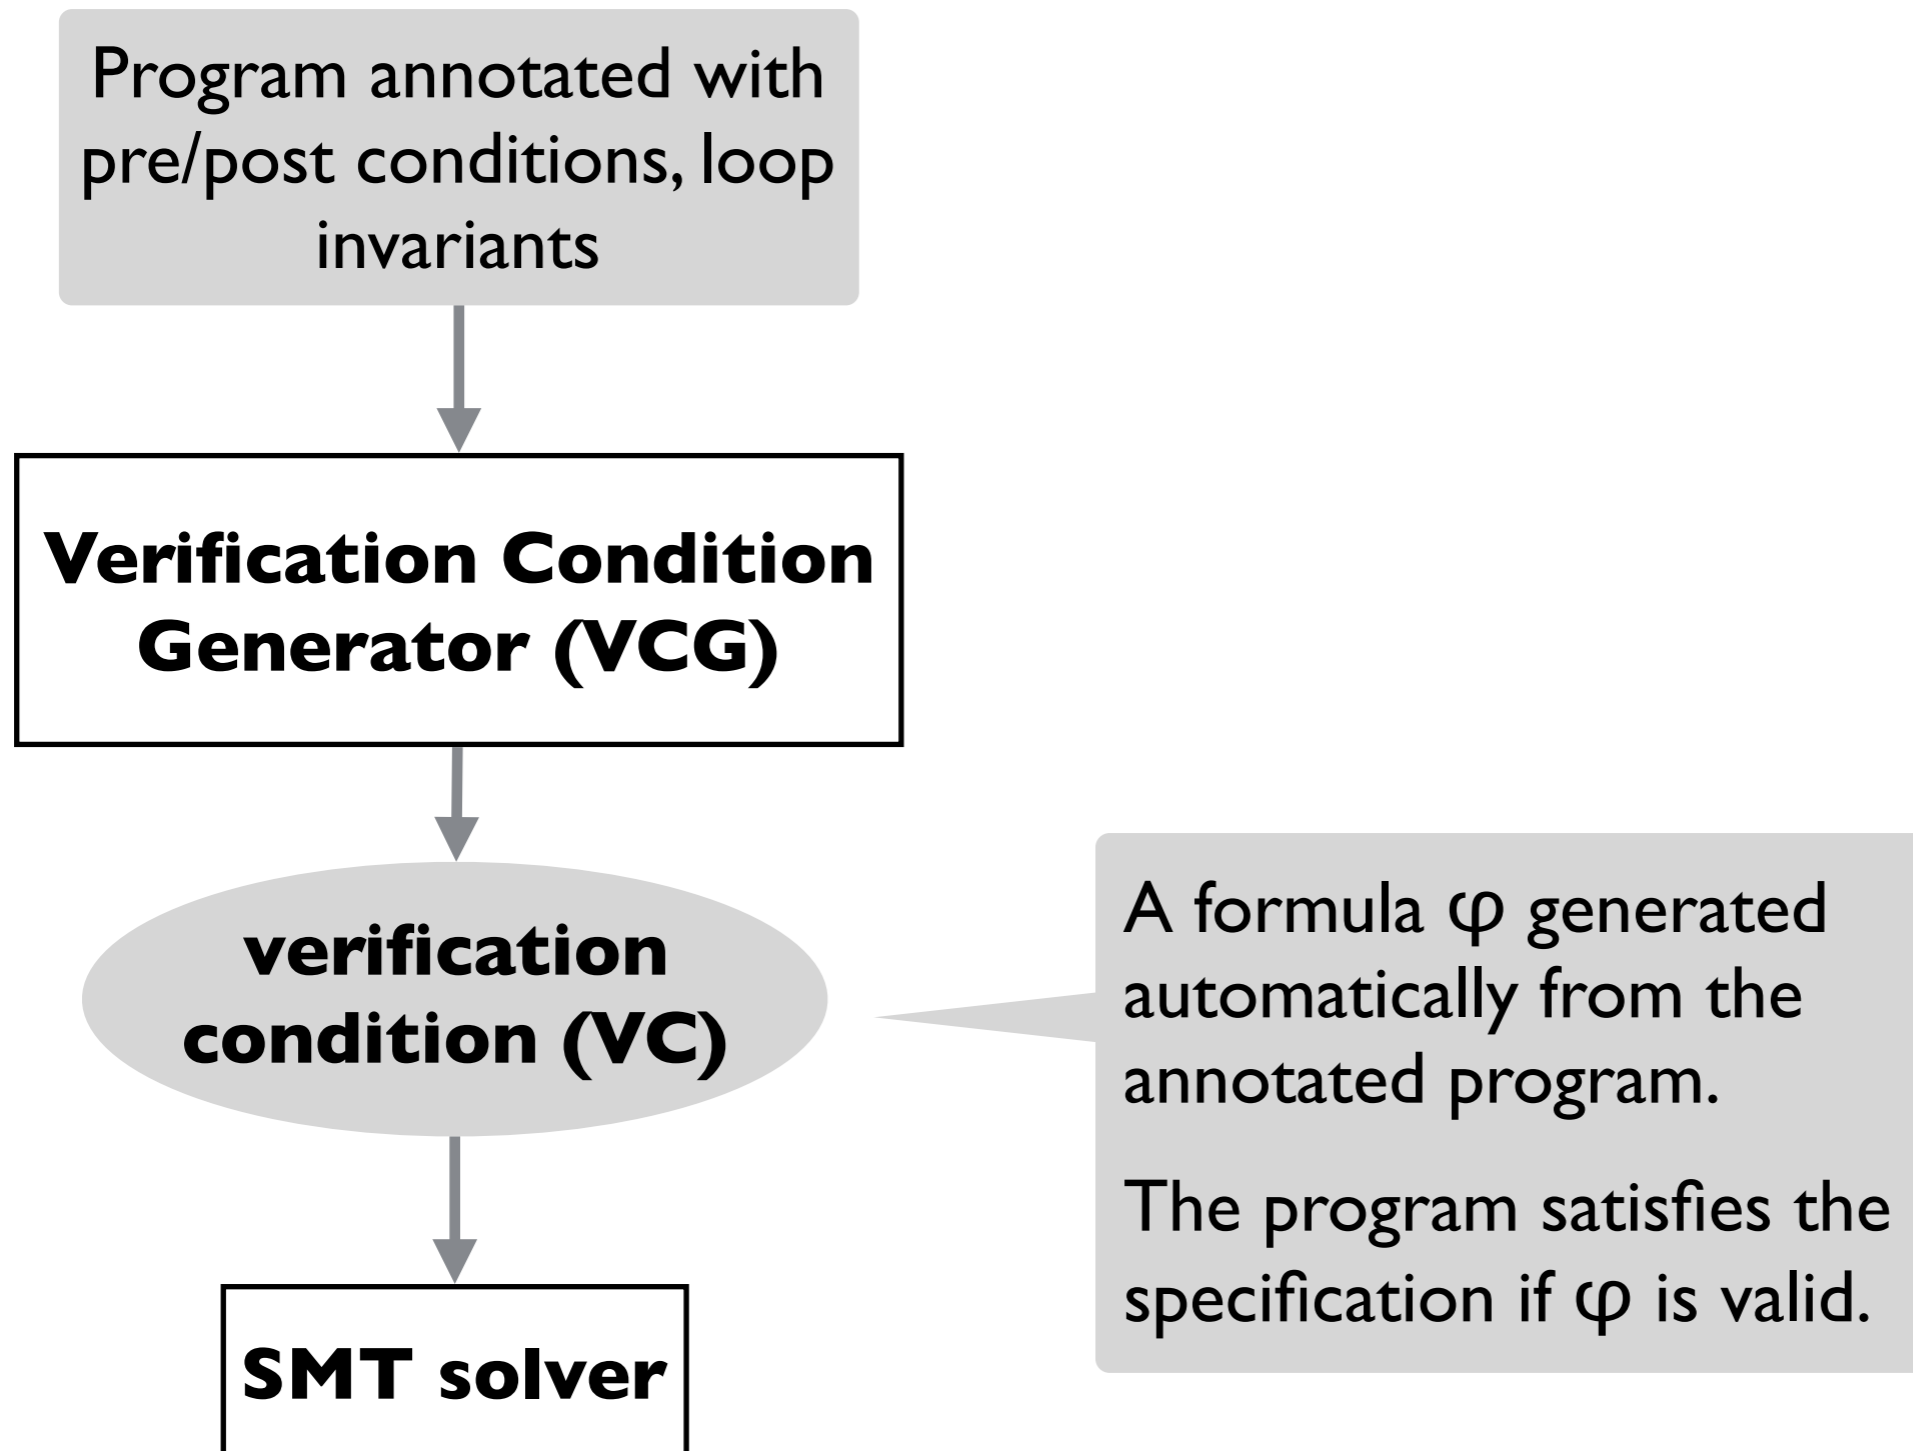 Program annotated with
pre/post conditions, loop
invariants
Verification Condition
Generator (VCG)
verification
condition (VC)
A formula φ generated
automatically from the
annotated program.
The program satisfies the
specification if φ is valid.
SMT solver